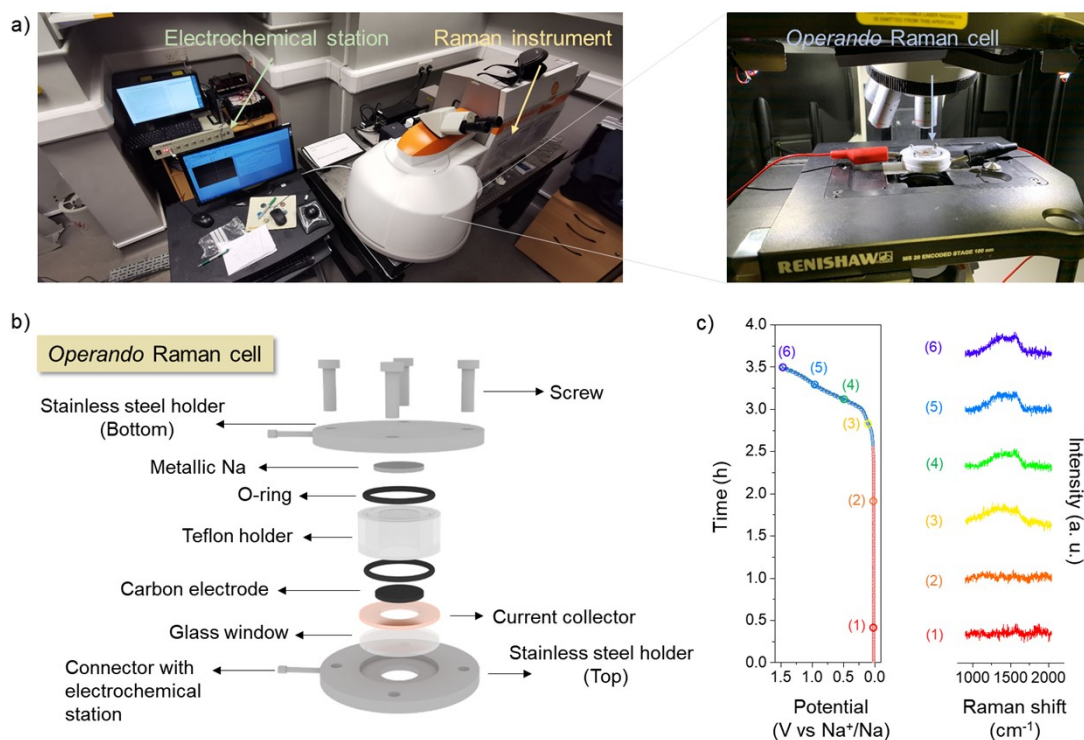 a)
Electrochemical station
Raman instrument
Operando Raman cell
RENISHAW
MS 20 ENCODED STAGE 100 nm
b)
Operando Raman cell
Screw
Stainless steel holder
(Bottom)
Metallic Na
O-ring
Teflon holder
Carbon electrode
Current collector
Glass window
Stainless steel holder
(Top)
Connector with
electrochemical
station
c)
4.0
3.5
3.0
2.5
2.0
1.5
1.0
0.5
0.0
Time (h)
(6)
(5)
(4)
(3)
(2)
(1)
1.5 1.0 0.5 0.0
Potential
(V vs Na⁺/Na)
(6)
(5)
(4)
(3)
(2)
(1)
Intensity (a. u.)
1000 1500 2000
Raman shift
(cm⁻¹)